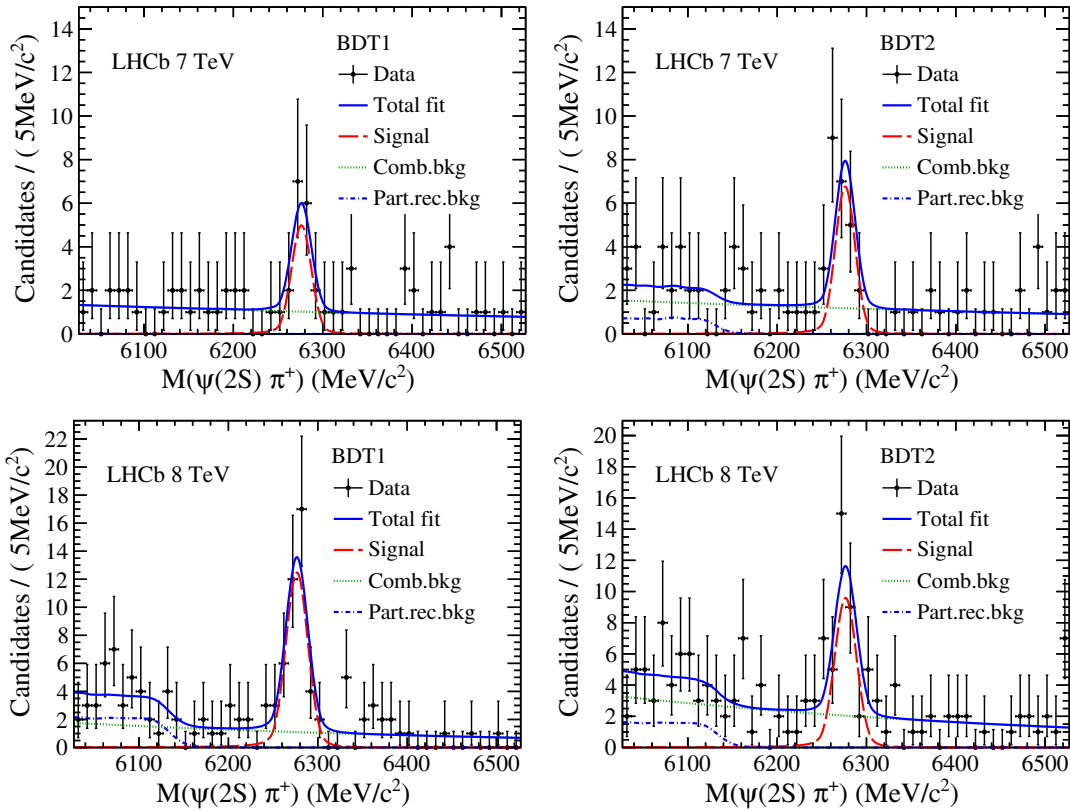 14
12
10
8
6
4
2
0
Candidates / ( 5MeV/c²)
LHCb 7 TeV
BDT1
Data
Total fit
Signal
Comb.bkg
Part.rec.bkg
6100 6200 6300 6400 6500
M(ψ(2S) π⁺) (MeV/c²)
14
12
10
8
6
4
2
0
Candidates / ( 5MeV/c²)
LHCb 7 TeV
BDT2
Data
Total fit
Signal
Comb.bkg
Part.rec.bkg
6100 6200 6300 6400 6500
M(ψ(2S) π⁺) (MeV/c²)
22
20
18
16
14
12
10
8
6
4
2
0
Candidates / ( 5MeV/c²)
LHCb 8 TeV
BDT1
Data
Total fit
Signal
Comb.bkg
Part.rec.bkg
6100 6200 6300 6400 6500
M(ψ(2S) π⁺) (MeV/c²)
20
18
16
14
12
10
8
6
4
2
0
Candidates / ( 5MeV/c²)
LHCb 8 TeV
BDT2
Data
Total fit
Signal
Comb.bkg
Part.rec.bkg
6100 6200 6300 6400 6500
M(ψ(2S) π⁺) (MeV/c²)